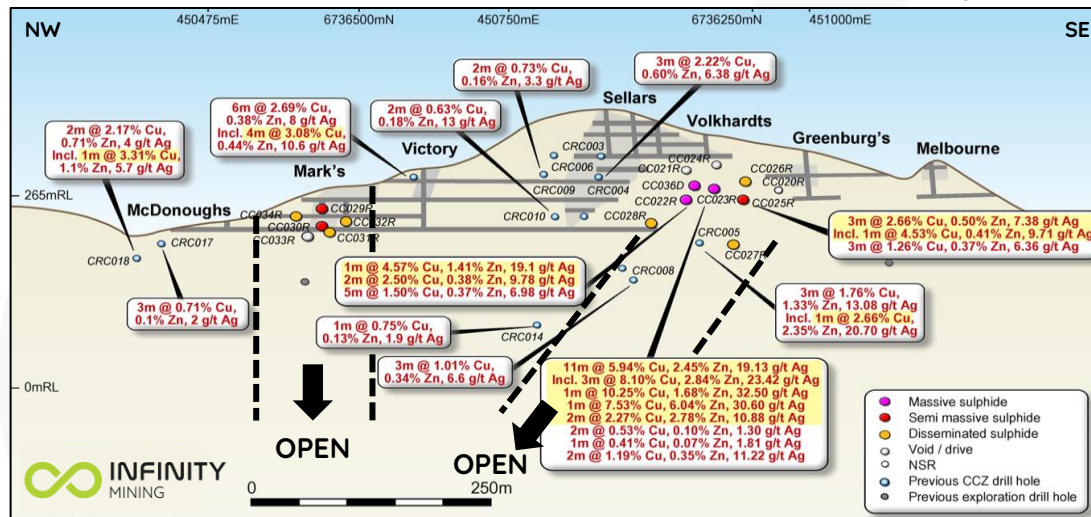 450475mE
6736500mN
450750mE
6736250mN
451000mE
NW
SE
2m @ 0.73% Cu,
0.16% Zn, 3.3 g/t Ag
3m @ 2.22% Cu,
0.60% Zn, 6.38 g/t Ag
6m @ 2.69% Cu,
0.38% Zn, 8 g/t Ag
Incl. 4m @ 3.08% Cu,
0.44% Zn, 10.6 g/t Ag
2m @ 0.63% Cu,
0.18% Zn, 13 g/t Ag
2m @ 2.17% Cu,
0.71% Zn, 4 g/t Ag
Incl. 1m @ 3.31% Cu,
1.1% Zn, 5.7 g/t Ag
Sellars
Volkhardts
Greenburg's
Melbourne
Victory
Mark's
McDonoughs
265mRL
CRC003
CRC006
CRC009
CRC004
CRC010
CC024R
CC021R
CC036D
CC022R
CC023R
CC026R
CC020R
CC025R
CC028R
CC029R
CC034R
CC030R
CC032R
CC033R
CC031R
CRC017
CRC018
CRC005
CC027R
CRC008
CRC014
3m @ 2.66% Cu, 0.50% Zn, 7.38 g/t Ag
Incl. 1m @ 4.53% Cu, 0.41% Zn, 9.71 g/t Ag
3m @ 1.26% Cu, 0.37% Zn, 6.36 g/t Ag
1m @ 4.57% Cu, 1.41% Zn, 19.1 g/t Ag
2m @ 2.50% Cu, 0.38% Zn, 9.78 g/t Ag
5m @ 1.50% Cu, 0.37% Zn, 6.98 g/t Ag
3m @ 0.71% Cu,
0.1% Zn, 2 g/t Ag
3m @ 1.76% Cu,
1.33% Zn, 13.08 g/t Ag
Incl. 1m @ 2.66% Cu,
2.35% Zn, 20.70 g/t Ag
1m @ 0.75% Cu,
0.13% Zn, 1.9 g/t Ag
3m @ 1.01% Cu,
0.34% Zn, 6.6 g/t Ag
11m @ 5.94% Cu, 2.45% Zn, 19.13 g/t Ag
Incl. 3m @ 8.10% Cu, 2.84% Zn, 23.42 g/t Ag
1m @ 10.25% Cu, 1.68% Zn, 32.50 g/t Ag
1m @ 7.53% Cu, 6.04% Zn, 30.60 g/t Ag
2m @ 2.27% Cu, 2.78% Zn, 10.88 g/t Ag
2m @ 0.53% Cu, 0.10% Zn, 1.30 g/t Ag
1m @ 0.41% Cu, 0.07% Zn, 1.81 g/t Ag
2m @ 1.19% Cu, 0.35% Zn, 11.22 g/t Ag
0mRL
OPEN
OPEN
Massive sulphide
Semi massive sulphide
Disseminated sulphide
Void / drive
NSR
Previous CCZ drill hole
Previous exploration drill hole
INFINITY
MINING
0
250m